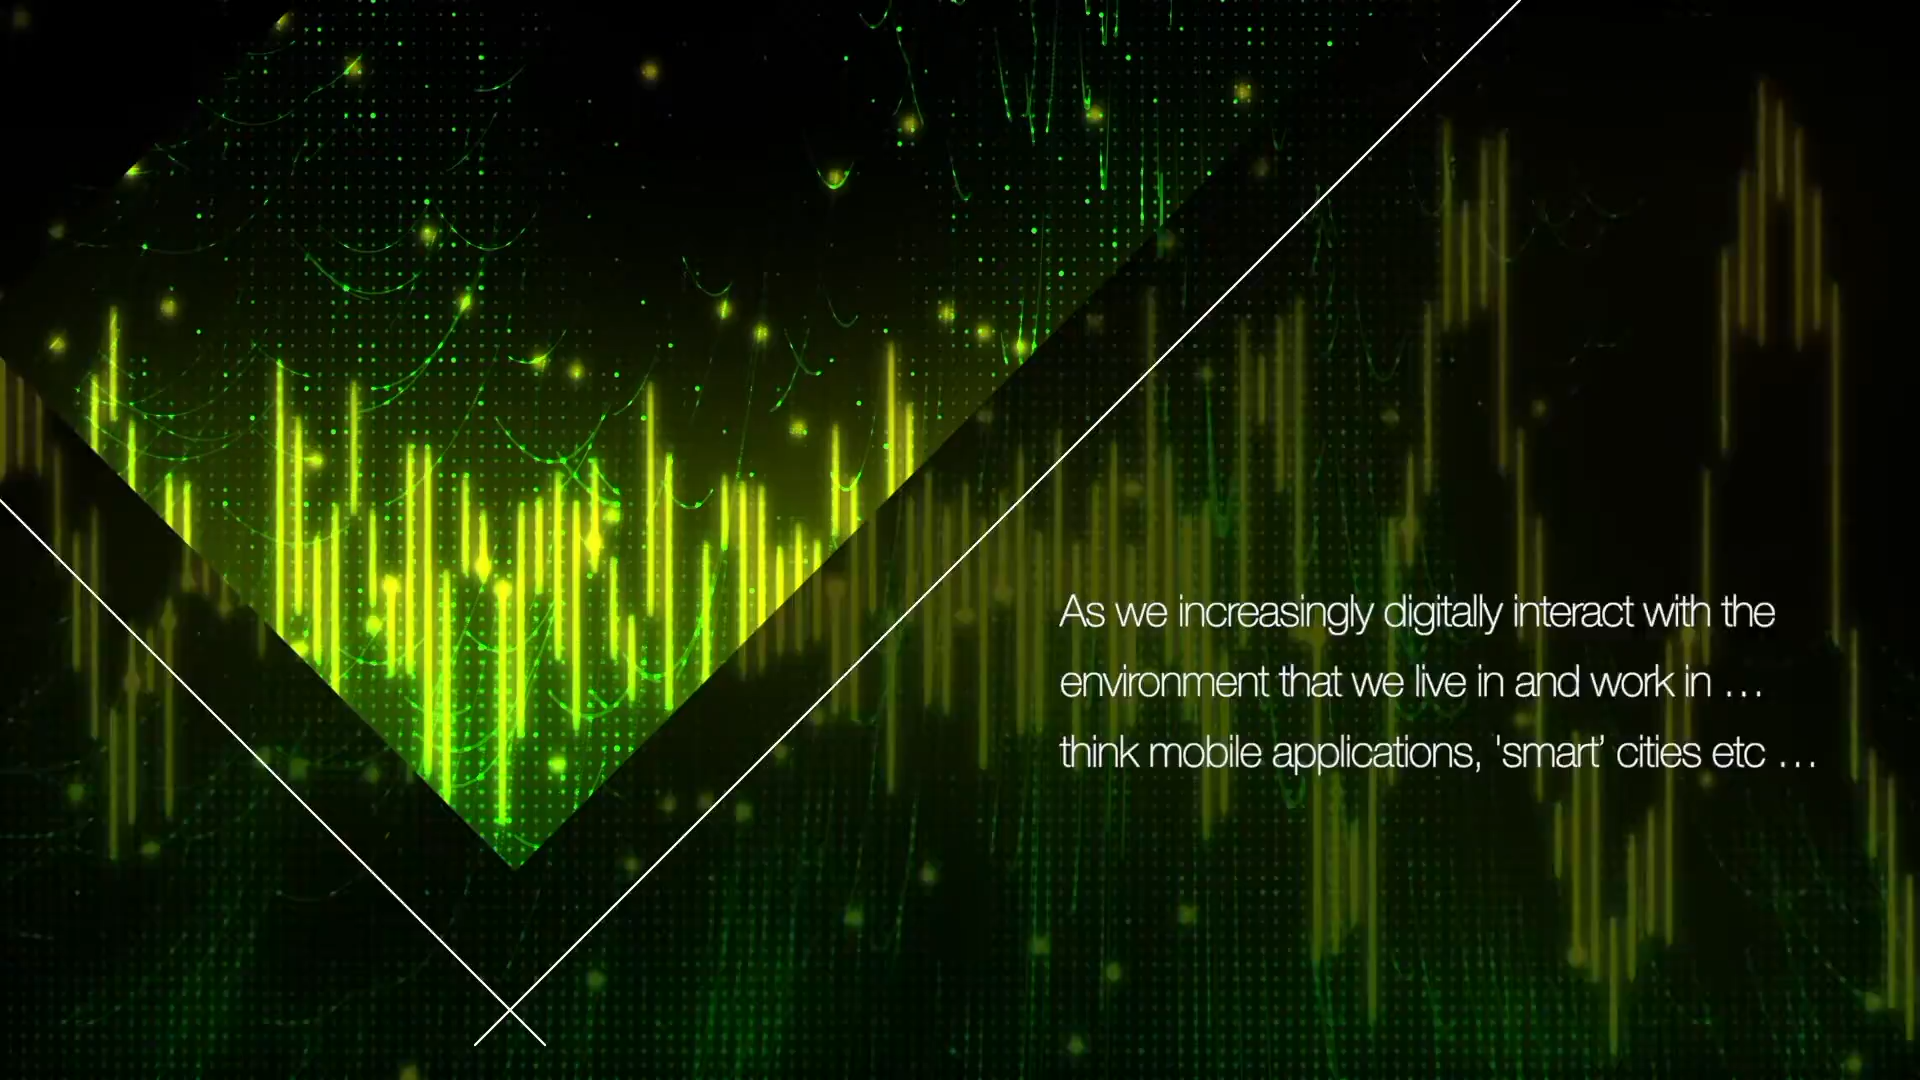 As we increasingly digitally interact with the
environment that we live in and work in ...
think mobile applications, 'smart’ cities etc ...